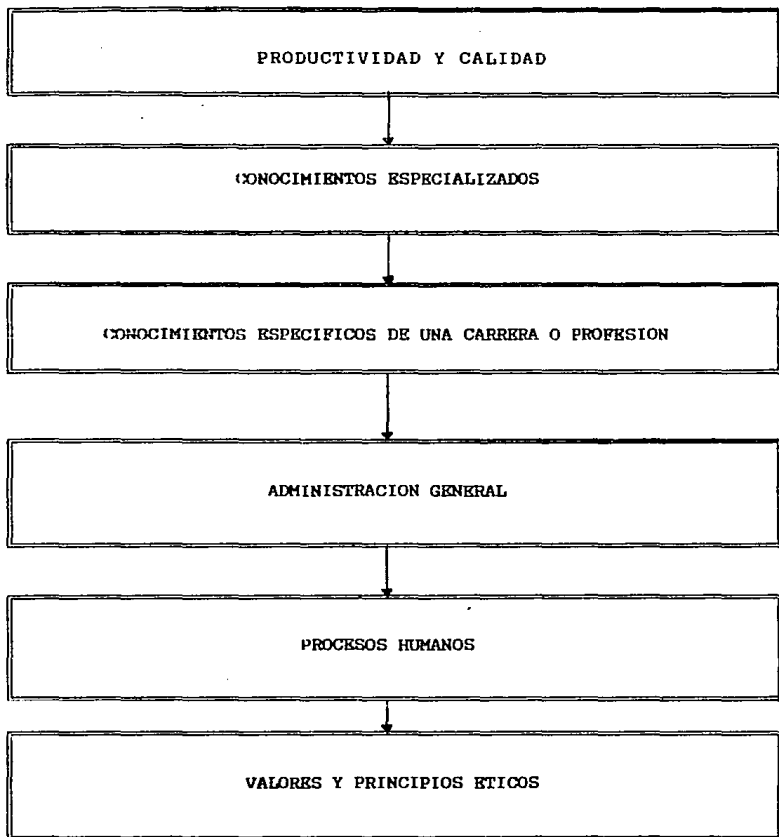 PRODUCTIVIDAD Y CALIDAD
CONOCIMIENTOS ESPECIALIZADOS
CONOCIMIENTOS ESPECIFICOS DE UNA CARRERA O PROFESION
ADMINISTRACION GENERAL
PROCESOS HUMANOS
VALORES Y PRINCIPIOS ETICOS